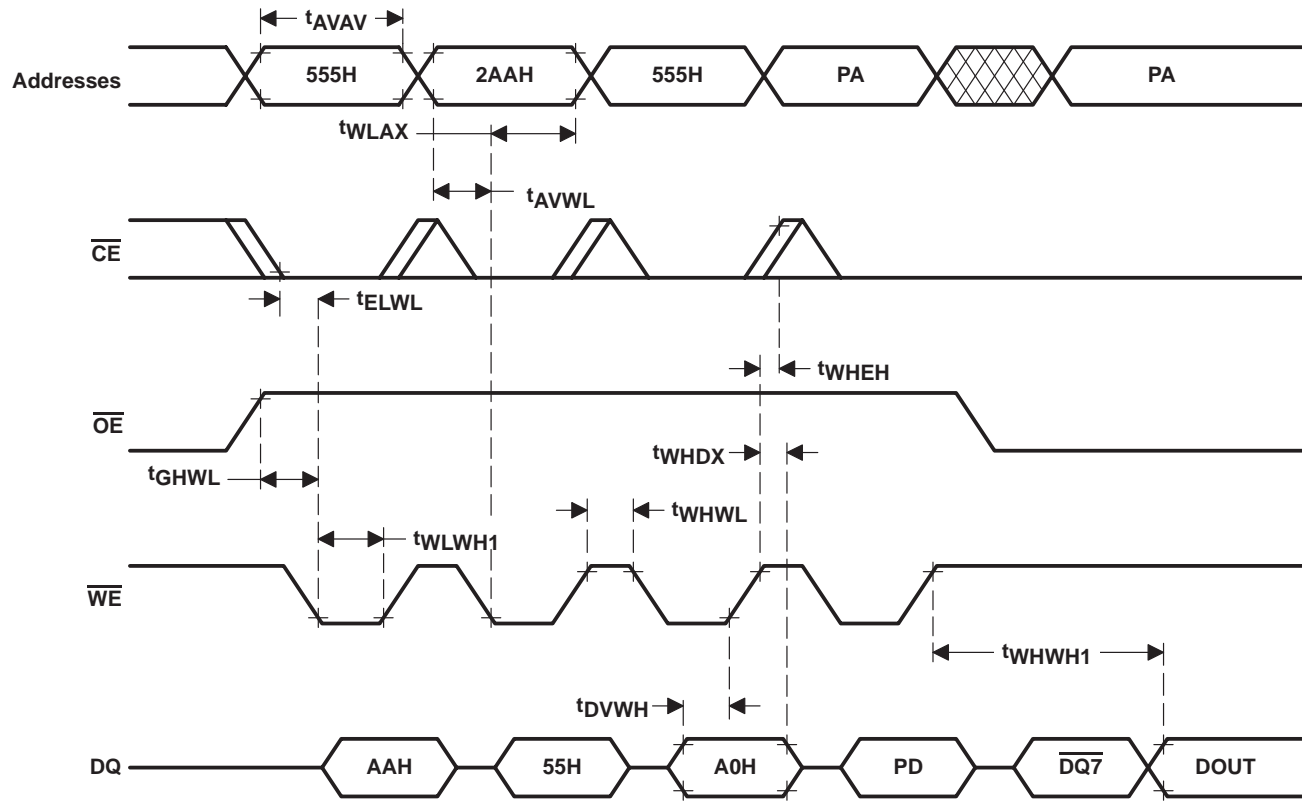 tAVAV
Addresses 555H 2AAH 555H PA PA
tWLAX
tAVWL
CE
tELWL
tWHEH
OE
tWHDX
tGHWL
tWHWL
tWLWH1
WE
tWHWH1
tDVWH
DQ AAH 55H A0H PD DQ7 DOUT